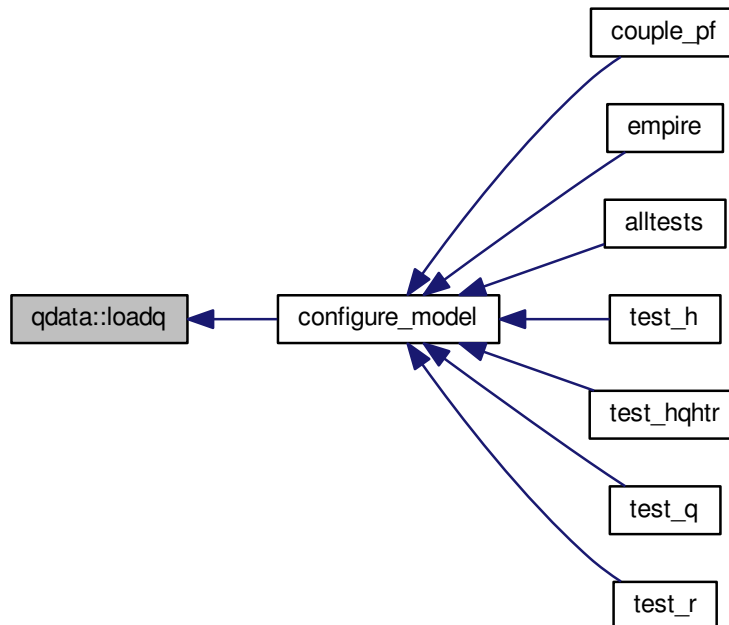 couple_pf
empire
alltests
qdata::loadq
configure_model
test_h
test_hqhtr
test_q
test_r